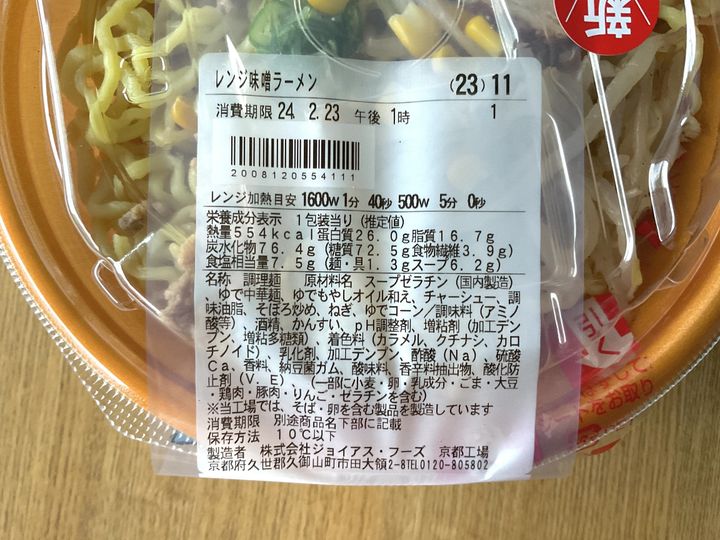 新
レンジ味噌ラーメン (23) 11
消費期限 24 2.23 午後 1時 1
2008120554111
レンジ加熱目安 1600W 1分 40秒 500W 5分 0秒
栄養成分表示 1包装当り(推定値)
熱量554kcal蛋白質26.0g脂質16.7g
炭水化物76.4g(糖質72.5g食物繊維3.9g)
食塩相当量7.5g(麺・具1.3gスープ6.2g)
名称 調理麺 原材料名 スープゼラチン(国内製造)
、ゆで中華麺、ゆでもやしオイル和え、チャーシュー、調
味油脂、そぼろ炒め、ねぎ、ゆでコーン/調味料(アミノ
酸等)、酒精、かんすい、pH調整剤、増粘剤(加工デン
プン、増粘多糖類)、着色料(カラメル、クチナシ、カロ
チノイド)、乳化剤、加工デンプン、酢酸(Na)、硫酸
Ca、香料、納豆菌ガム、酸味料、香辛料抽出物、酸化防
止剤(V.E)、(一部に小麦・卵・乳成分・ごま・大豆
・鶏肉・豚肉・りんご・ゼラチンを含む)
※当工場では、そば・卵を含む製品を製造しています
消費期限 別途商品名下部に記載
保存方法 10℃以下
製造者 株式会社ジョイアス・フーズ 京都工場
京都府久世郡久御山町市田大領2-8TEL0120-805802
引く
をお取り